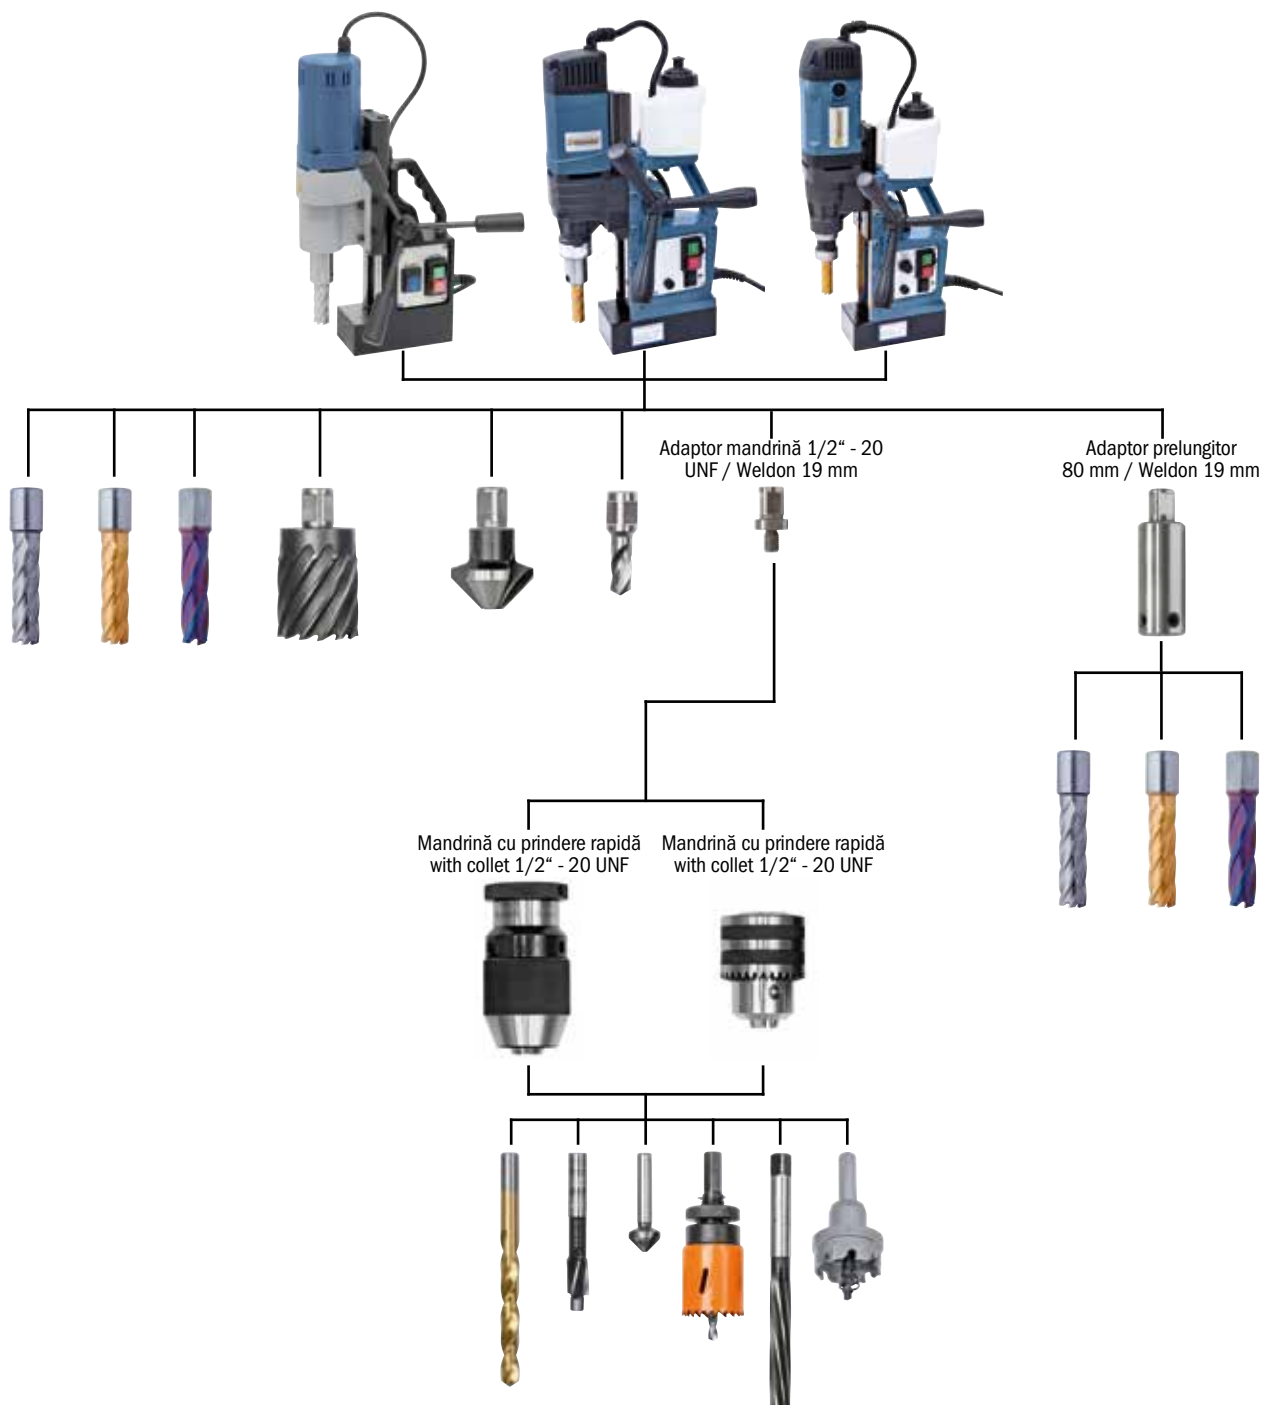 Adaptor mandrină 1/2“ - 20
UNF / Weldon 19 mm
Adaptor prelungitor
80 mm / Weldon 19 mm
Mandrină cu prindere rapidă
with collet 1/2“ - 20 UNF
Mandrină cu prindere rapidă
with collet 1/2“ - 20 UNF